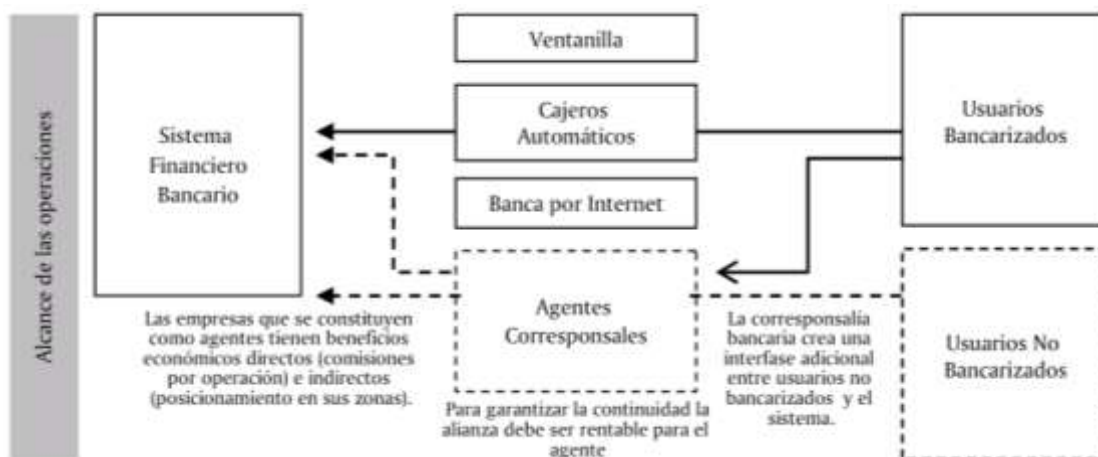 Alcance de las operaciones
Sistema
Financiero
Bancario
Ventanilla
Cajeros
Automáticos
Banca por Internet
Agentes
Corresponsales
Usuarios
Bancarizados
Usuarios No
Bancarizados
Las empresas que se constituyen
como agentes tienen beneficios
económicos directos (comisiones
por operación) e indirectos
(posicionamiento en sus zonas).
Para garantizar la continuidad la
alianza debe ser rentable para el
agente
La corresponsalía
bancaria crea una
interfase adicional
entre usuarios no
bancarizados y el
sistema.